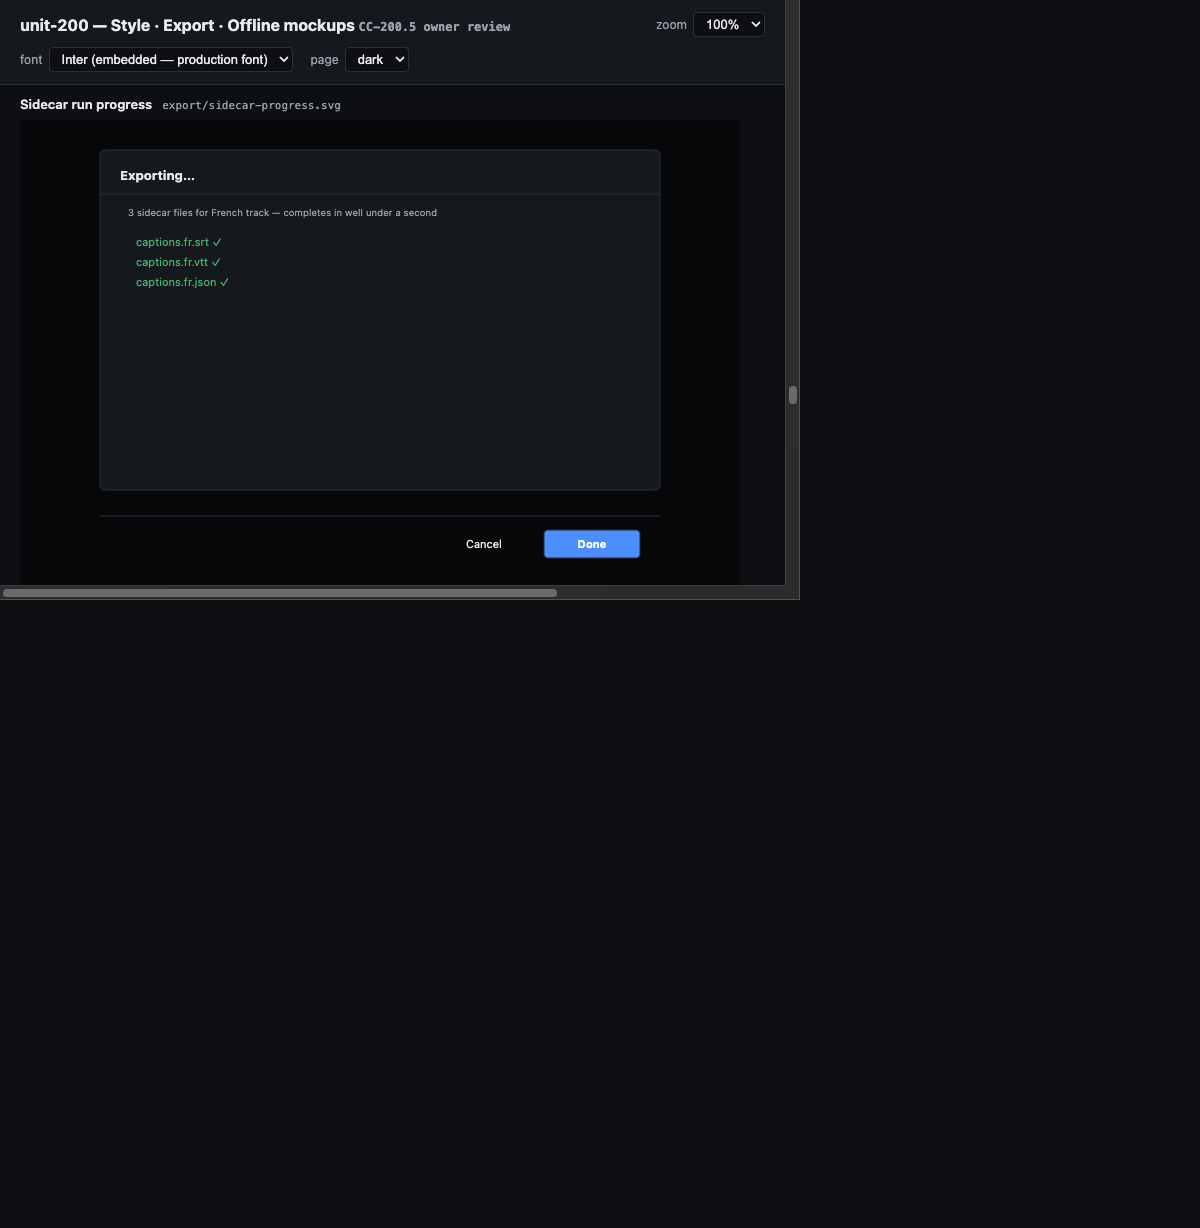 unit-200 — Style · Export · Offline mockups CC-200.5 owner review
zoom 100%
font Inter (embedded — production font) page dark
Sidecar run progress export/sidecar-progress.svg
Exporting...
3 sidecar files for French track — completes in well under a second
captions.fr.srt ✓
captions.fr.vtt ✓
captions.fr.json ✓
Cancel Done